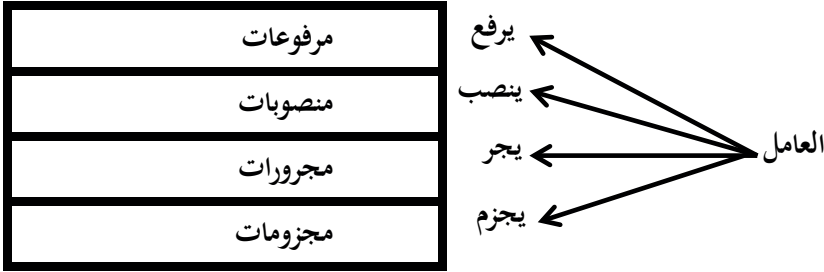 العامل
يرفع مرفوعات
ينصب منصوبات
يجر مجرورات
يجزم مجزومات